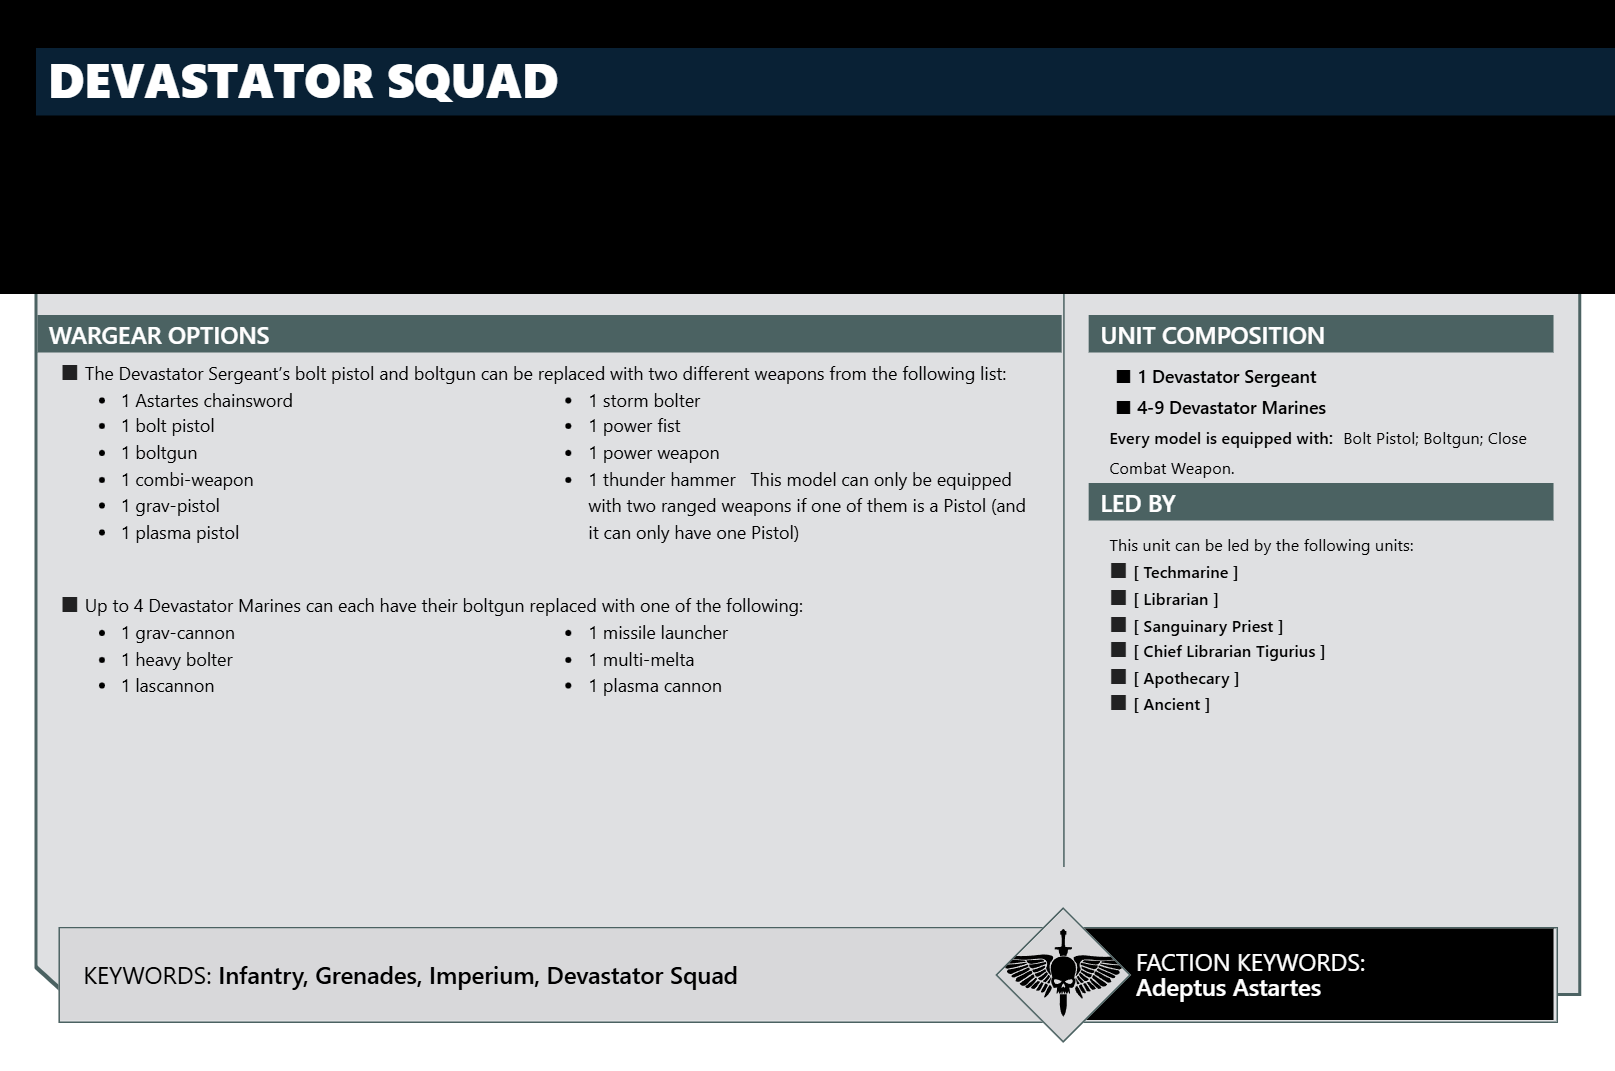 DEVASTATOR SQUAD
WARGEAR OPTIONS
The Devastator Sergeant's bolt pistol and boltgun can be replaced with two different weapons from the following list:
• 1 Astartes chainsword
• 1 bolt pistol
• 1 boltgun
• 1 combi-weapon
• 1 grav-pistol
• 1 plasma pistol
• 1 storm bolter
• 1 power fist
• 1 power weapon
• 1 thunder hammer This model can only be equipped
with two ranged weapons if one of them is a Pistol (and
it can only have one Pistol)
Up to 4 Devastator Marines can each have their boltgun replaced with one of the following:
• 1 grav-cannon
• 1 heavy bolter
• 1 lascannon
• 1 missile launcher
• 1 multi-melta
• 1 plasma cannon
UNIT COMPOSITION
■ 1 Devastator Sergeant
■ 4-9 Devastator Marines
Every model is equipped with: Bolt Pistol; Boltgun; Close
Combat Weapon.
LED BY
This unit can be led by the following units:
■ [ Techmarine ]
■ [ Librarian ]
■ [ Sanguinary Priest ]
■ [ Chief Librarian Tigurius ]
■ [ Apothecary ]
■ [ Ancient ]
KEYWORDS: Infantry, Grenades, Imperium, Devastator Squad
FACTION KEYWORDS:
Adeptus Astartes